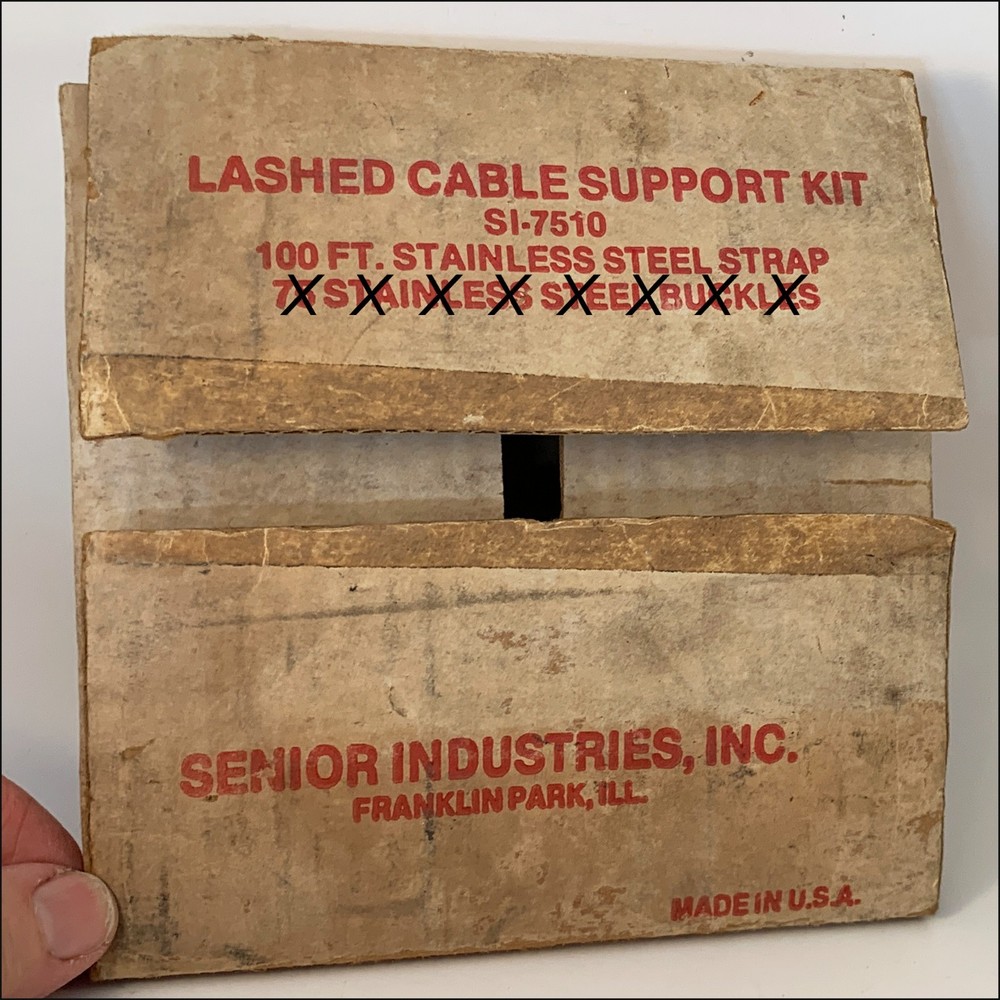 LASHED CABLE SUPPORT KIT
SI-7510
100 FT. STAINLESS STEEL STRAP
75 STAINLESS STEEL BUCKLES
X X X X X X X X
SENIOR INDUSTRIES, INC.
FRANKLIN PARK, ILL.
MADE IN U.S.A.